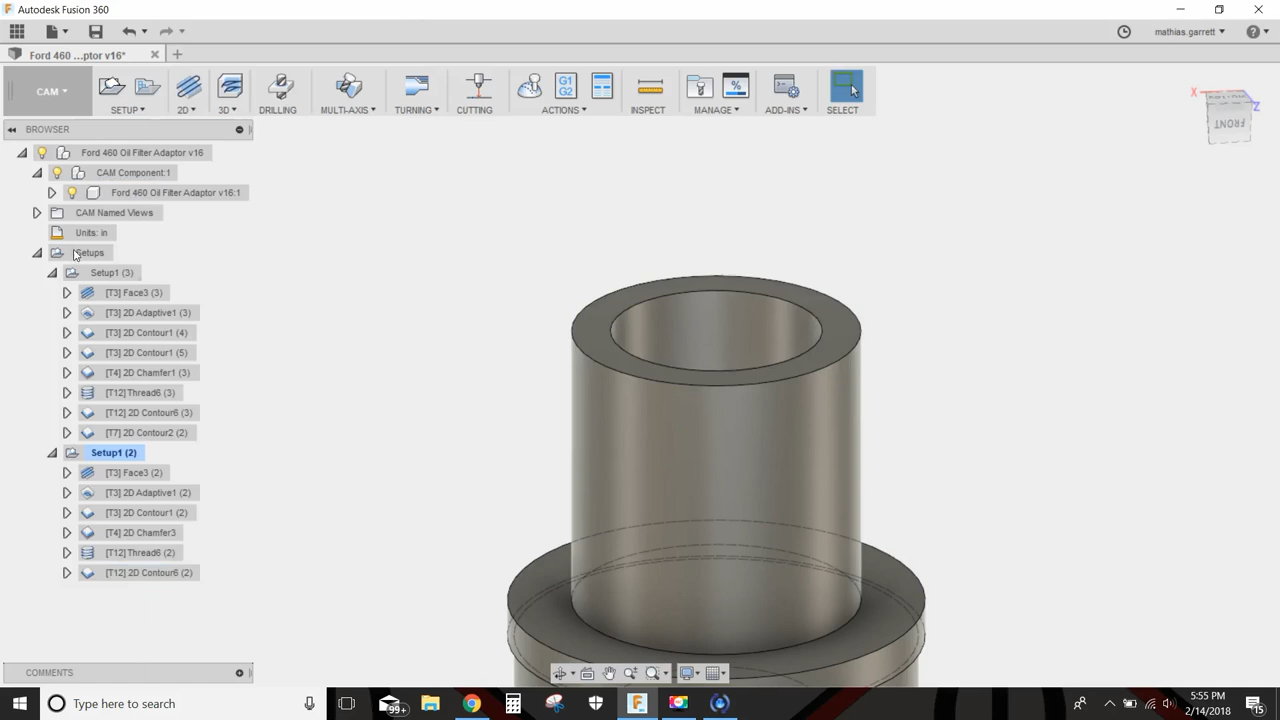 Autodesk Fusion 360
mathias.garrett
Ford 460 ...ptor v16*
CAM
SETUP
2D
3D
DRILLING
MULTI-AXIS
TURNING
CUTTING
G1
G2
ACTIONS
INSPECT
MANAGE
ADD-INS
SELECT
X
Z
FRONT
BROWSER
Ford 460 Oil Filter Adaptor v16
CAM Component:1
Ford 460 Oil Filter Adaptor v16:1
CAM Named Views
Units: in
Setups
Setup1 (3)
[T3] Face3 (3)
[T3] 2D Adaptive1 (3)
[T3] 2D Contour1 (4)
[T3] 2D Contour1 (5)
[T4] 2D Chamfer1 (3)
[T12] Thread6 (3)
[T12] 2D Contour6 (3)
[T7] 2D Contour2 (2)
Setup1 (2)
[T3] Face3 (2)
[T3] 2D Adaptive1 (2)
[T3] 2D Contour1 (2)
[T4] 2D Chamfer3
[T12] Thread6 (2)
[T12] 2D Contour6 (2)
COMMENTS
Type here to search
99+
5:55 PM
2/14/2018
15